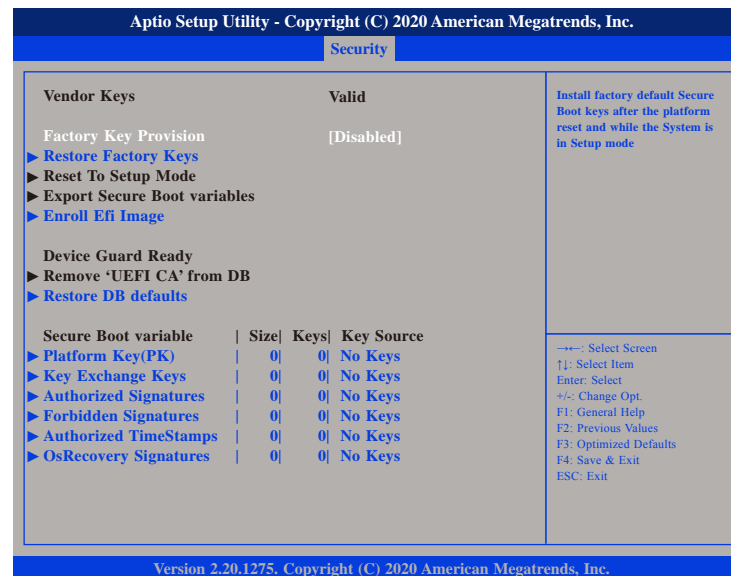 Aptio Setup Utility - Copyright (C) 2020 American Megatrends, Inc.
Security
Vendor Keys Valid
Factory Key Provision [Disabled]
▶ Restore Factory Keys
▶ Reset To Setup Mode
▶ Export Secure Boot variables
▶ Enroll Efi Image
Device Guard Ready
▶ Remove ‘UEFI CA’ from DB
▶ Restore DB defaults
Secure Boot variable | Size| Keys| Key Source
▶ Platform Key(PK) | 0| 0| No Keys
▶ Key Exchange Keys | 0| 0| No Keys
▶ Authorized Signatures | 0| 0| No Keys
▶ Forbidden Signatures | 0| 0| No Keys
▶ Authorized TimeStamps | 0| 0| No Keys
▶ OsRecovery Signatures | 0| 0| No Keys
Install factory default Secure
Boot keys after the platform
reset and while the System is
in Setup mode
→←: Select Screen
↑↓: Select Item
Enter: Select
+/-: Change Opt.
F1: General Help
F2: Previous Values
F3: Optimized Defaults
F4: Save & Exit
ESC: Exit
Version 2.20.1275. Copyright (C) 2020 American Megatrends, Inc.